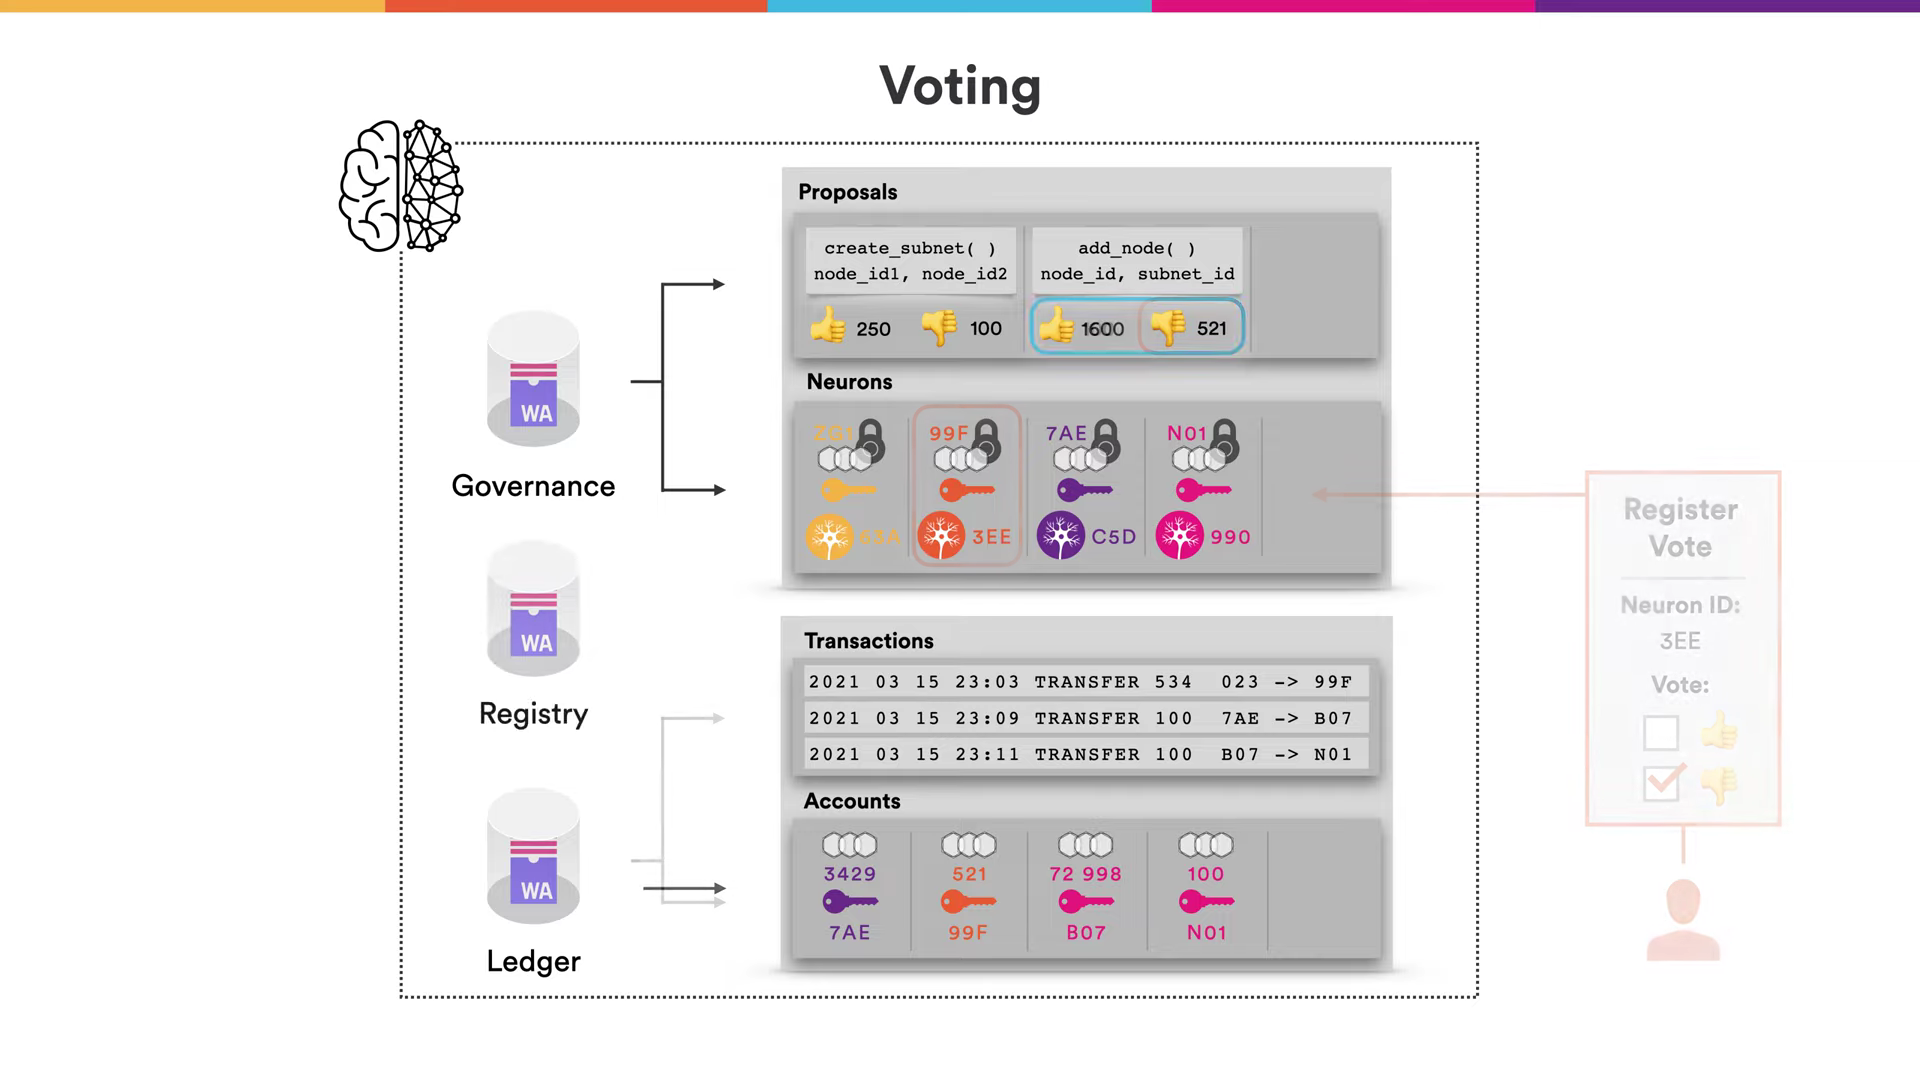 Voting
Proposals
create_subnet( )
node_id1, node_id2
add_node( )
node_id, subnet_id
250
100
521
Neurons
ZG1
99F
7AE
N01
63A
3EE
C5D
990
WA
Governance
WA
Registry
Transactions
2021 03 15 23:03 TRANSFER 534 023 -> 99F
2021 03 15 23:09 TRANSFER 100 7AE -> B07
2021 03 15 23:11 TRANSFER 100 B07 -> N01
Accounts
3429
521
72 998
100
7AE
99F
B07
N01
WA
Ledger
Register
Vote
Neuron ID:
3EE
Vote: